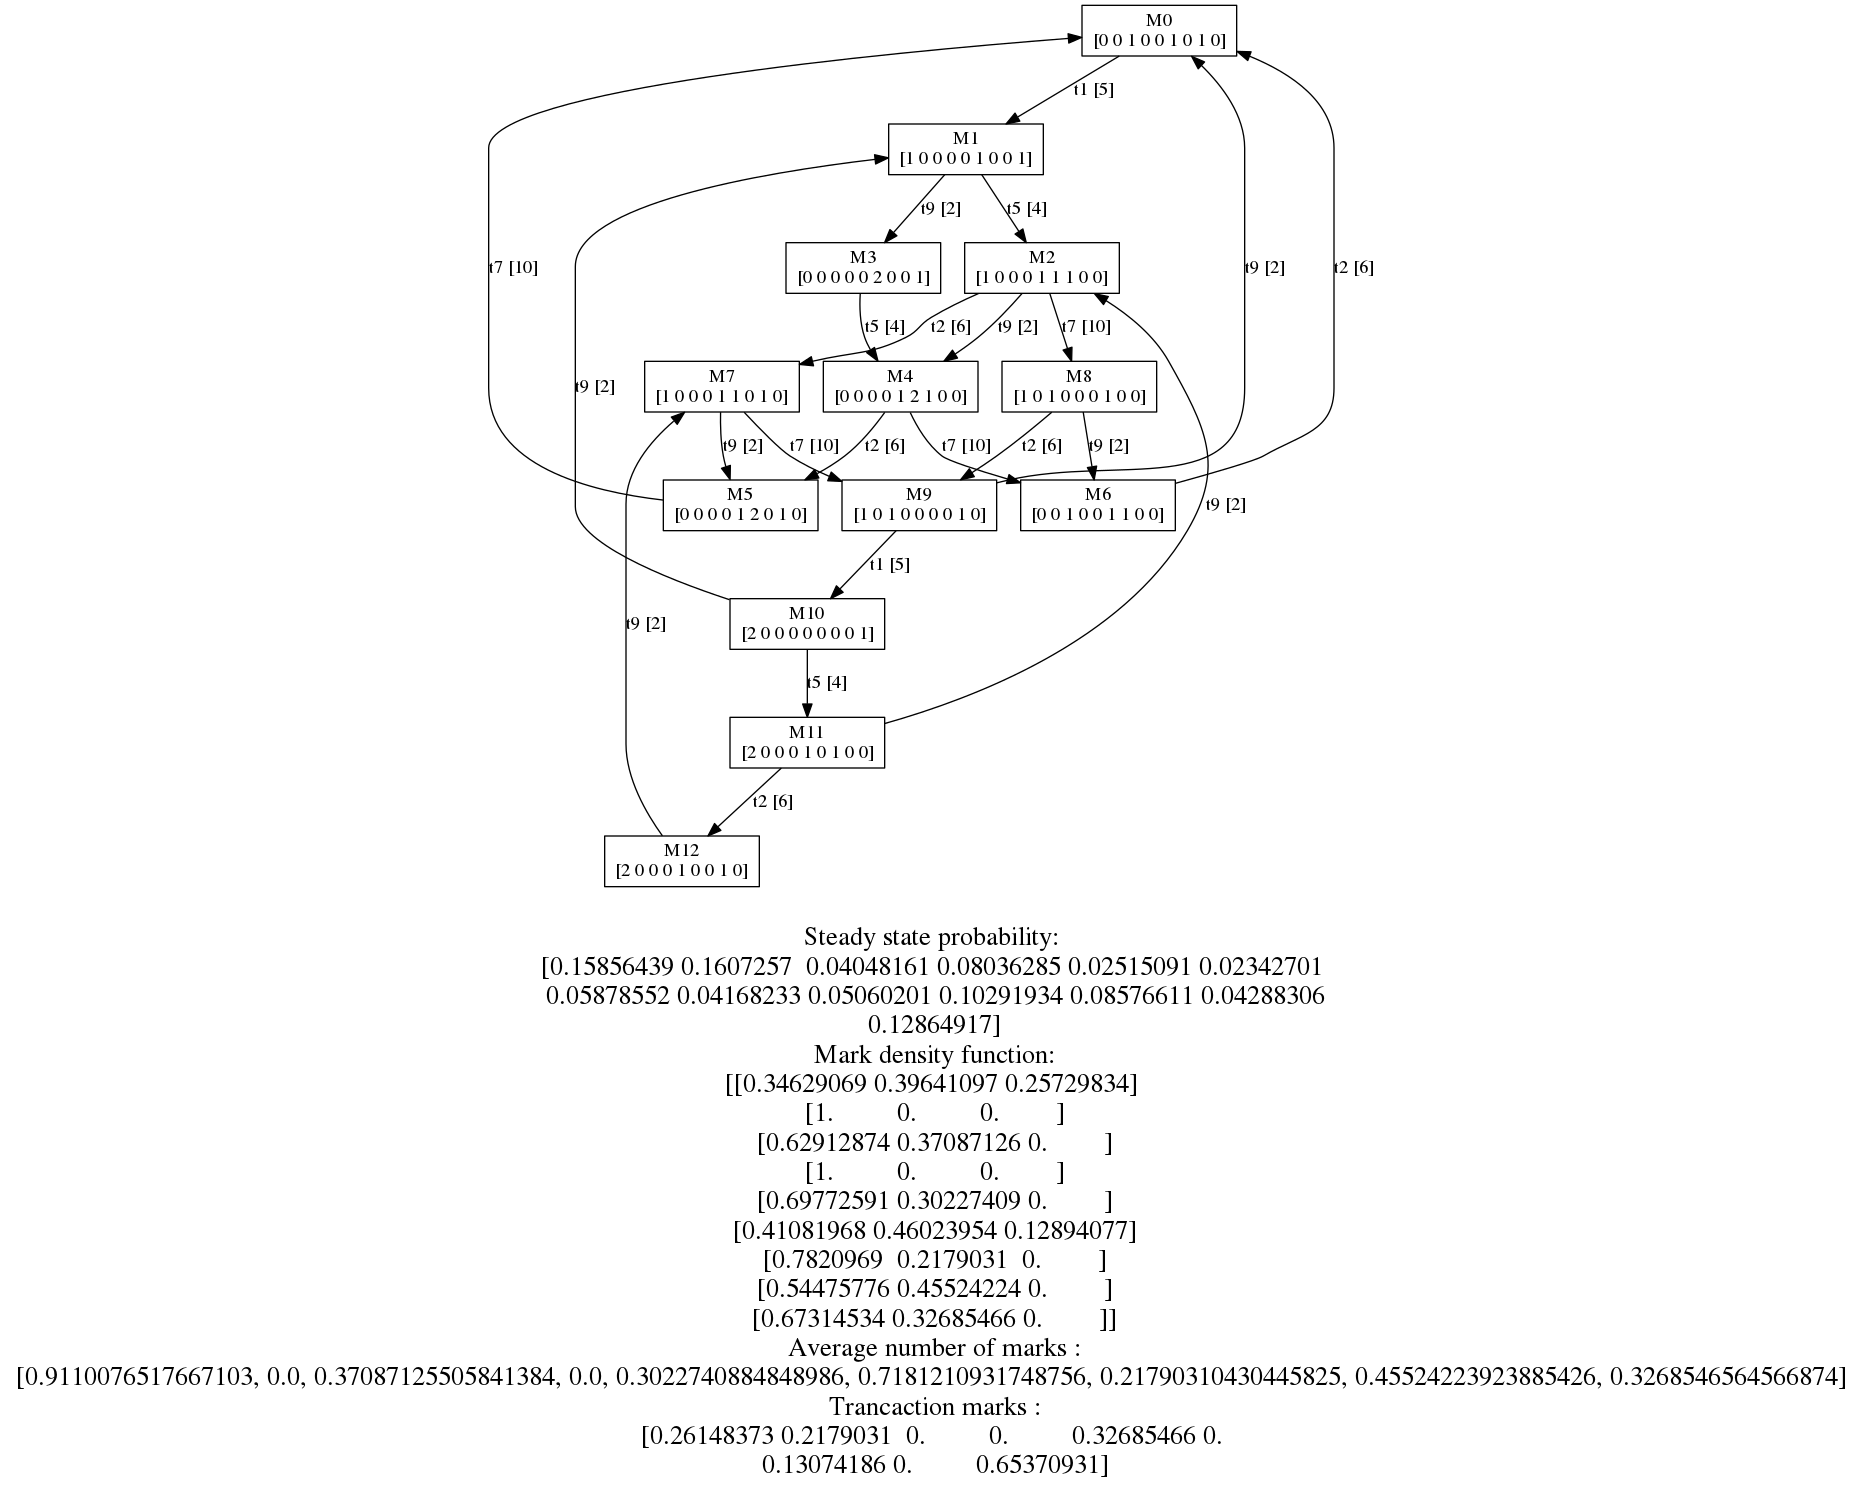 M0
[0 0 1 0 0 1 0 1 0]
t1 [5]
M1
[1 0 0 0 0 1 0 0 1]
t9 [2]
t5 [4]
M3
[0 0 0 0 0 2 0 0 1]
M2
[1 0 0 0 1 1 1 0 0]
t7 [10]
t9 [2]
t2 [6]
t5 [4]
t2 [6]
t9 [2]
t7 [10]
M7
[1 0 0 0 1 1 0 1 0]
M4
[0 0 0 0 1 2 1 0 0]
M8
[1 0 1 0 0 0 1 0 0]
t9 [2]
t9 [2]
t7 [10]
t2 [6]
t7 [10]
t2 [6]
t9 [2]
M5
[0 0 0 0 1 2 0 1 0]
M9
[1 0 1 0 0 0 0 1 0]
M6
[0 0 1 0 0 1 1 0 0]
t9 [2]
t1 [5]
M10
[2 0 0 0 0 0 0 0 1]
t9 [2]
t5 [4]
M11
[2 0 0 0 1 0 1 0 0]
t2 [6]
M12
[2 0 0 0 1 0 0 1 0]
Steady state probability:
[0.15856439 0.1607257  0.04048161 0.08036285 0.02515091 0.02342701
0.05878552 0.04168233 0.05060201 0.10291934 0.08576611 0.04288306
0.12864917]
Mark density function:
[[0.34629069 0.39641097 0.25729834]
[1.         0.         0.        ]
[0.62912874 0.37087126 0.        ]
[1.         0.         0.        ]
[0.69772591 0.30227409 0.        ]
[0.41081968 0.46023954 0.12894077]
[0.7820969  0.2179031  0.        ]
[0.54475776 0.45524224 0.        ]
[0.67314534 0.32685466 0.        ]]
Average number of marks :
[0.9110076517667103, 0.0, 0.37087125505841384, 0.0, 0.3022740884848986, 0.7181210931748756, 0.21790310430445825, 0.45524223923885426, 0.3268546564566874]
Trancaction marks :
[0.26148373 0.2179031  0.         0.         0.32685466 0.
0.13074186 0.         0.65370931]